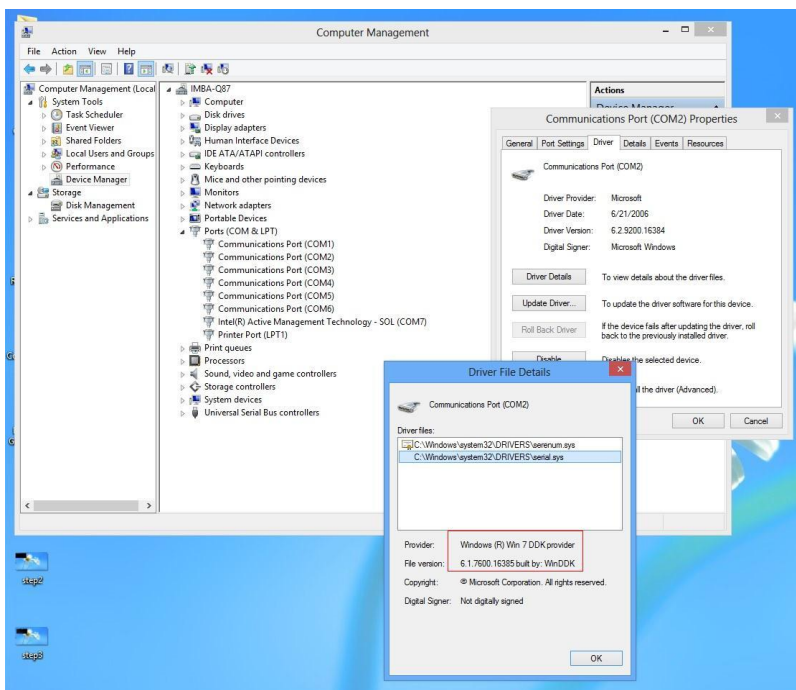 Computer Management
File Action View Help
Computer Management (Local
System Tools
Task Scheduler
Event Viewer
Shared Folders
Local Users and Groups
Performance
Device Manager
Storage
Disk Management
Services and Applications
IMBA-Q87
Computer
Disk drives
Display adapters
Human Interface Devices
IDE ATA/ATAPI controllers
Keyboards
Mice and other pointing devices
Monitors
Network adapters
Portable Devices
Ports (COM & LPT)
Communications Port (COM1)
Communications Port (COM2)
Communications Port (COM3)
Communications Port (COM4)
Communications Port (COM5)
Communications Port (COM6)
Intel(R) Active Management Technology - SOL (COM7)
Printer Port (LPT1)
Print queues
Processors
Sound, video and game controllers
Storage controllers
System devices
Universal Serial Bus controllers
Actions
Device Manager
Communications Port (COM2) Properties
General Port Settings Driver Details Events Resources
Communications Port (COM2)
Driver Provider: Microsoft
Driver Date: 6/21/2006
Driver Version: 6.2.9200.16384
Digital Signer: Microsoft Windows
Driver Details To view details about the driver files.
Update Driver... To update the driver software for this device.
Roll Back Driver If the device fails after updating the driver, roll
back to the previously installed driver.
Disable Disables the selected device.
the driver (Advanced).
OK Cancel
Driver File Details
Communications Port (COM2)
Driver files:
C:\Windows\system32\DRIVERS\serenum.sys
C:\Windows\system32\DRIVERS\serial.sys
Provider: Windows (R) Win 7 DDK provider
File version: 6.1.7600.16385 built by: WinDDK
Copyright: © Microsoft Corporation. All rights reserved.
Digital Signer: Not digitally signed
OK
step2
step3